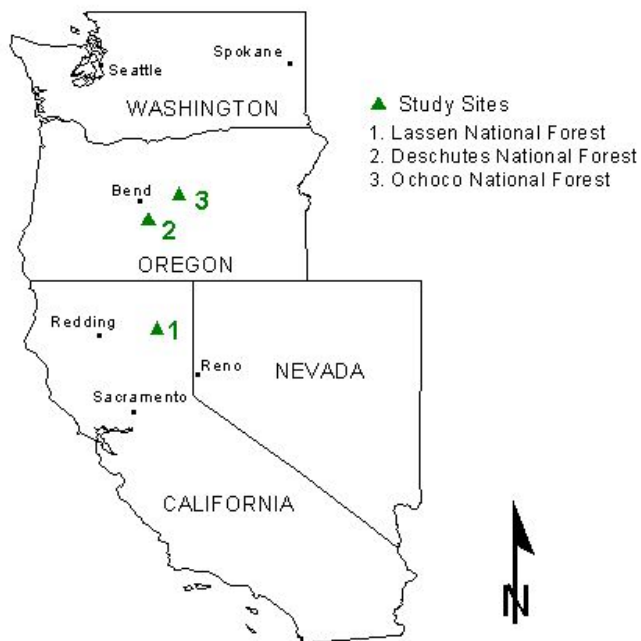 Spokane
Seattle
WASHINGTON
Study Sites
1. Lassen National Forest
2. Deschutes National Forest
3. Ochoco National Forest
Bend
3
2
OREGON
Redding
1
Reno
NEVADA
Sacramento
CALIFORNIA
N